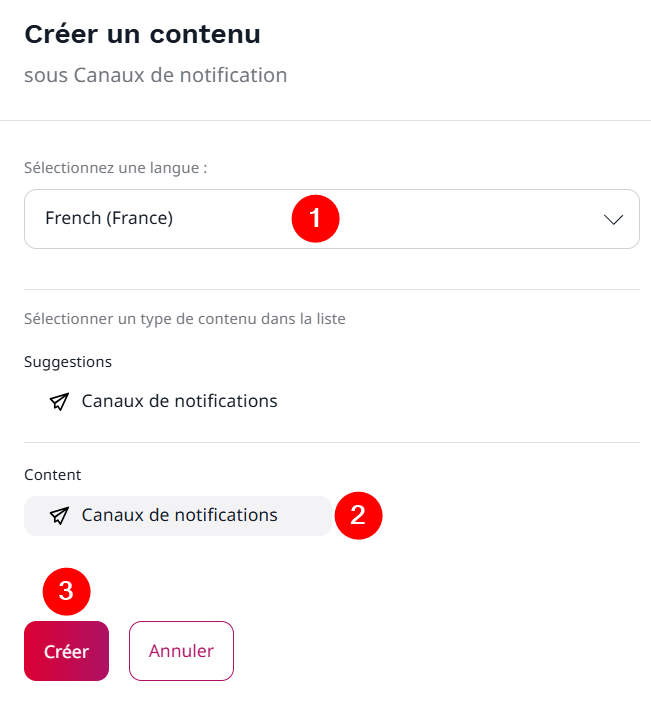 Créer un contenu
sous Canaux de notification
Sélectionnez une langue :
French (France)
1
Sélectionner un type de contenu dans la liste
Suggestions
Canaux de notifications
Content
Canaux de notifications
2
3
Créer
Annuler